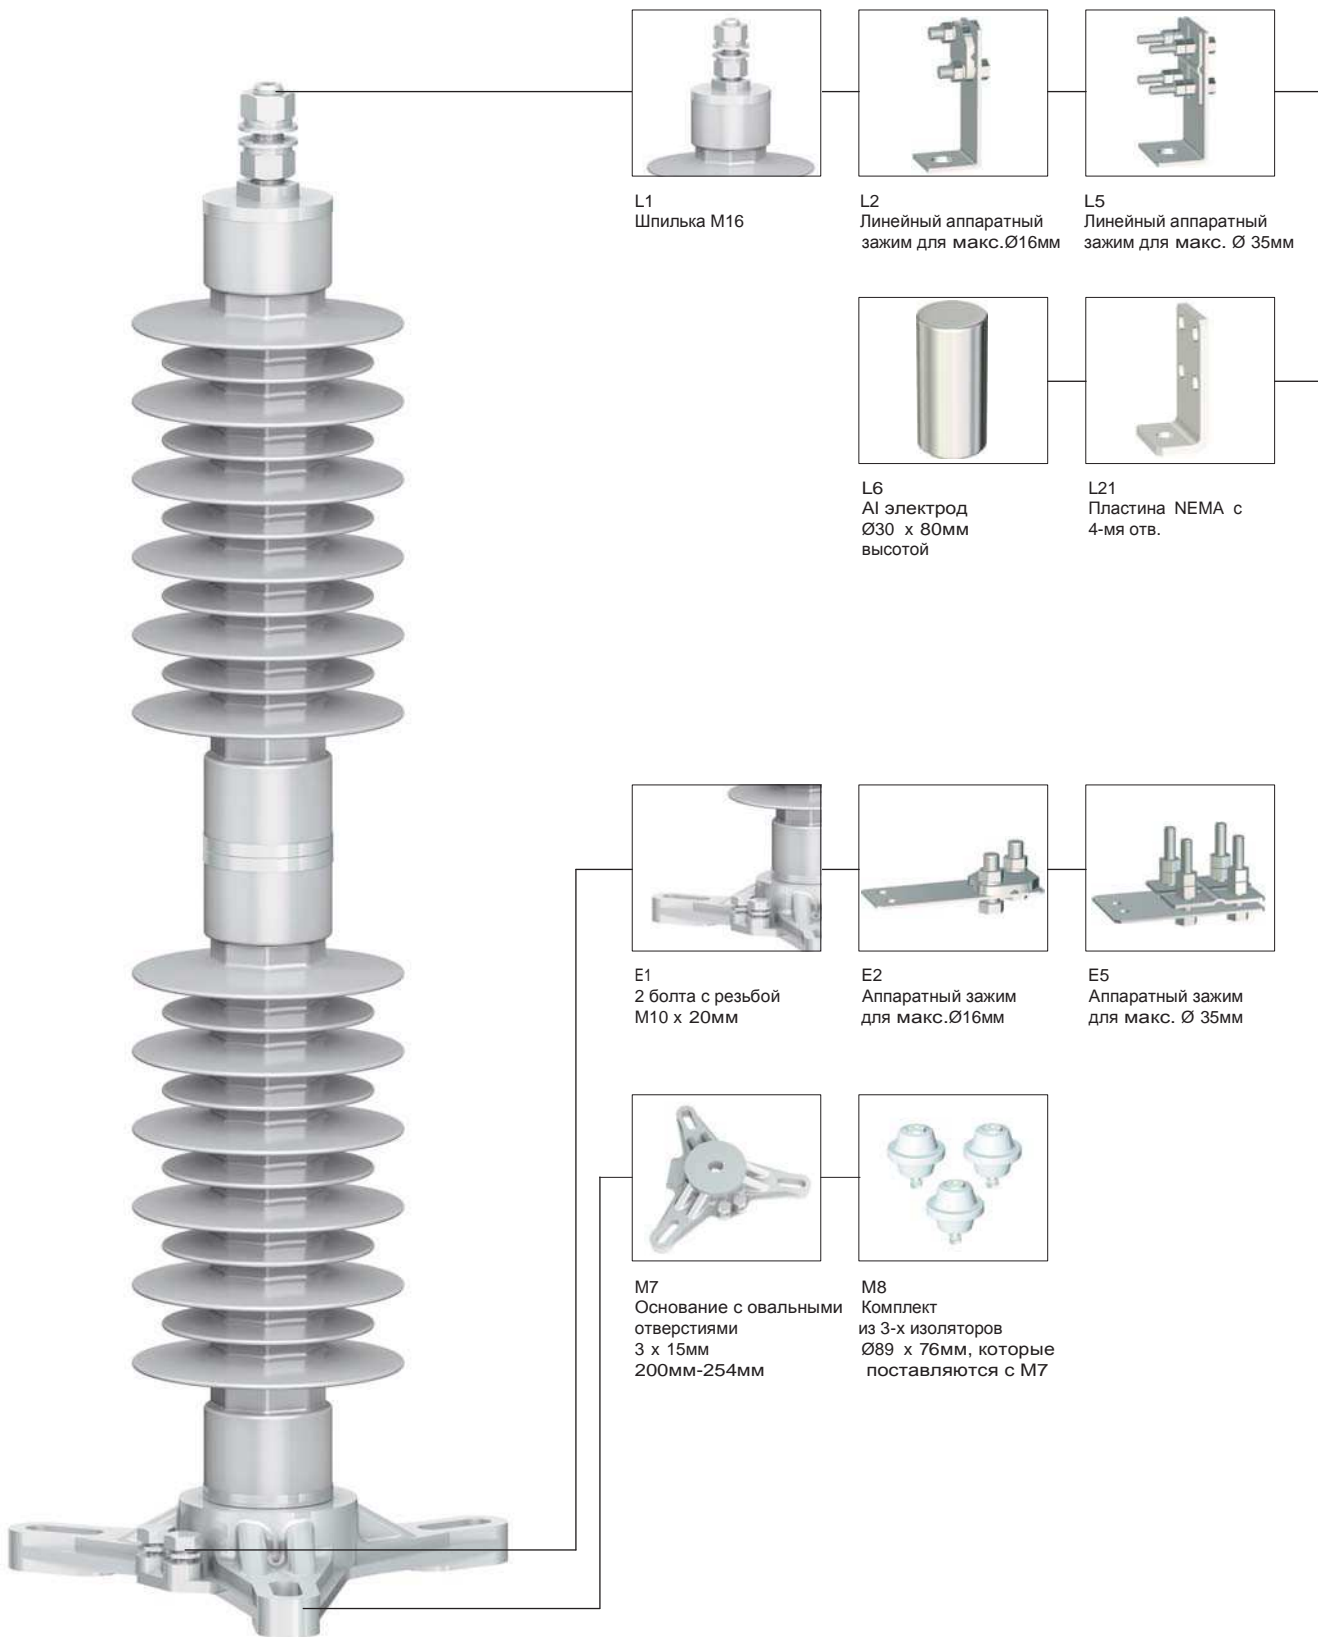 L1
Шпилька М16
L2
Линейный аппаратный
зажим для макс.Ø16мм
L5
Линейный аппаратный
зажим для макс. Ø 35мм
L6
Al электрод
Ø30 x 80мм
высотой
L21
Пластина NEMA с
4-мя отв.
E1
2 болта с резьбой
M10 x 20мм
E2
Аппаратный зажим
для макс.Ø16мм
E5
Аппаратный зажим
для макс. Ø 35мм
M7
Основание с овальными
отверстиями
3 x 15мм
200мм-254мм
M8
Комплект
из 3-х изоляторов
Ø89 x 76мм, которые
поставляются с M7